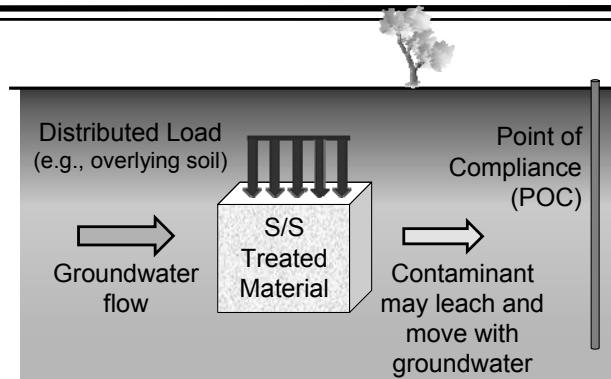 Distributed Load
(e.g., overlying soil)
Point of
Compliance
(POC)
S/S
Treated
Material
Groundwater
flow
Contaminant
may leach and
move with
groundwater